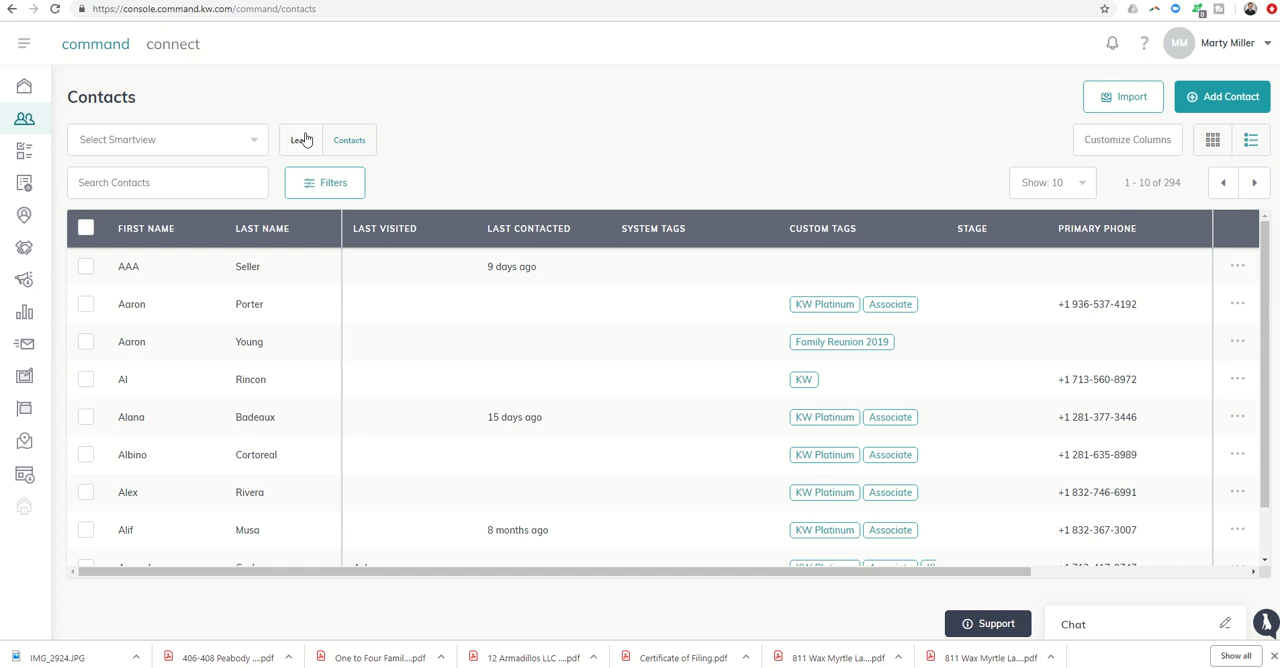 https://console.command.kw.com/command/contacts
command connect
? MM Marty Miller
Contacts
Import
Add Contact
Select Smartview
Contacts
Customize Columns
Search Contacts
Filters
Show: 10
1 - 10 of 294
FIRST NAME LAST NAME LAST VISITED LAST CONTACTED SYSTEM TAGS CUSTOM TAGS STAGE PRIMARY PHONE
AAA Seller 9 days ago
Aaron Porter KW Platinum Associate +1 936-537-4192
Aaron Young Family Reunion 2019
Al Rincon KW +1 713-560-8972
Alana Badeaux 15 days ago KW Platinum Associate +1 281-377-3446
Albino Cortoreal KW Platinum Associate +1 281-635-8989
Alex Rivera KW Platinum Associate +1 832-746-6991
Alif Musa 8 months ago KW Platinum Associate +1 832-367-3007
Support
Chat
IMG_2924.JPG
406-408 Peabody ....pdf
One to Four Famil....pdf
12 Armadillos LLC ....pdf
Certificate of Filing.pdf
811 Wax Myrtle La....pdf
811 Wax Myrtle La....pdf
Show all